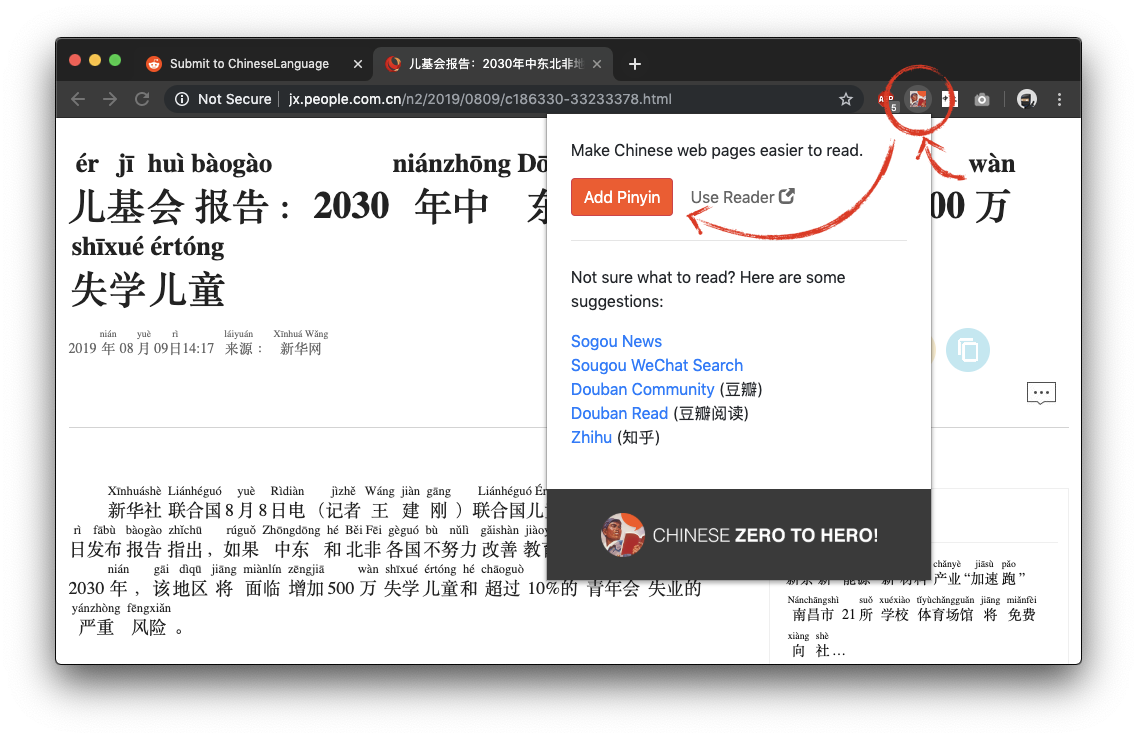 Submit to ChineseLanguage
儿基会报告：2030年中东北非地
Not Secure
jx.people.com.cn/n2/2019/0809/c186330-33233378.html
5
ér jī huì bàogào niánzhōng Dō wàn
儿基会报告：2030 年中 东 00 万
shīxué értóng
失学儿童
nián yuè rì láiyuán Xīnhuá Wǎng
2019 年 08 月 09日14:17 来源： 新华网
Make Chinese web pages easier to read.
Add Pinyin
Use Reader
Not sure what to read? Here are some
suggestions:
Sogou News
Sougou WeChat Search
Douban Community (豆瓣)
Douban Read (豆瓣阅读)
Zhihu (知乎)
CHINESE ZERO TO HERO!
Xīnhuáshè Liánhéguó yuè Rìdiàn jìzhě Wáng jiàn gāng Liánhéguó Ér
新华社 联合国 8 月 8 日电 （记者 王 建 刚 ）联合国儿
rì fābù bàogào zhǐchū rúguǒ Zhōngdōng hé Běi Fēi gèguó bù nǔlì gǎishàn jiàoy
日发布 报告 指出，如果 中东 和 北非 各国 不努力 改善 教育
nián gāi dìqū jiāng miànlín zēngjiā wàn shīxué értóng hé chāoguò
2030 年，该地区 将 面临 增加 500 万 失学儿童和 超过 10%的 青年会 失业的
yánzhòng fēngxiǎn
严重 风险 。
chányè jiāsù pǎo
产业 “加速 跑”
Nánchāngshì suǒ xuéxiào tǐyùchǎngguǎn jiāng miǎnfèi
南昌市 21 所 学校 体育场馆 将 免费
xiàng shè
向 社...